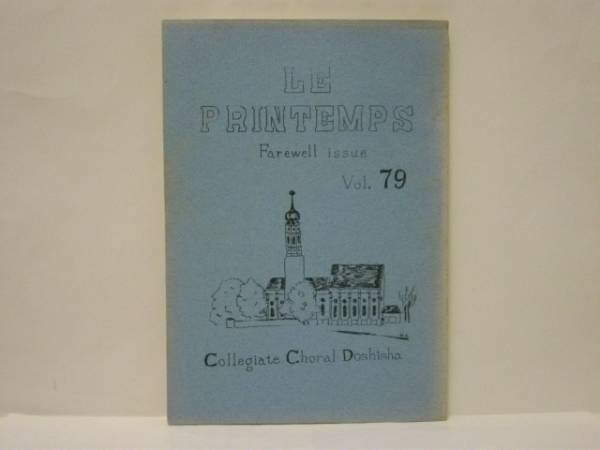 LE
PRINTEMPS
Farewell issue
Vol. 79
Collegiate Choral Doshisha